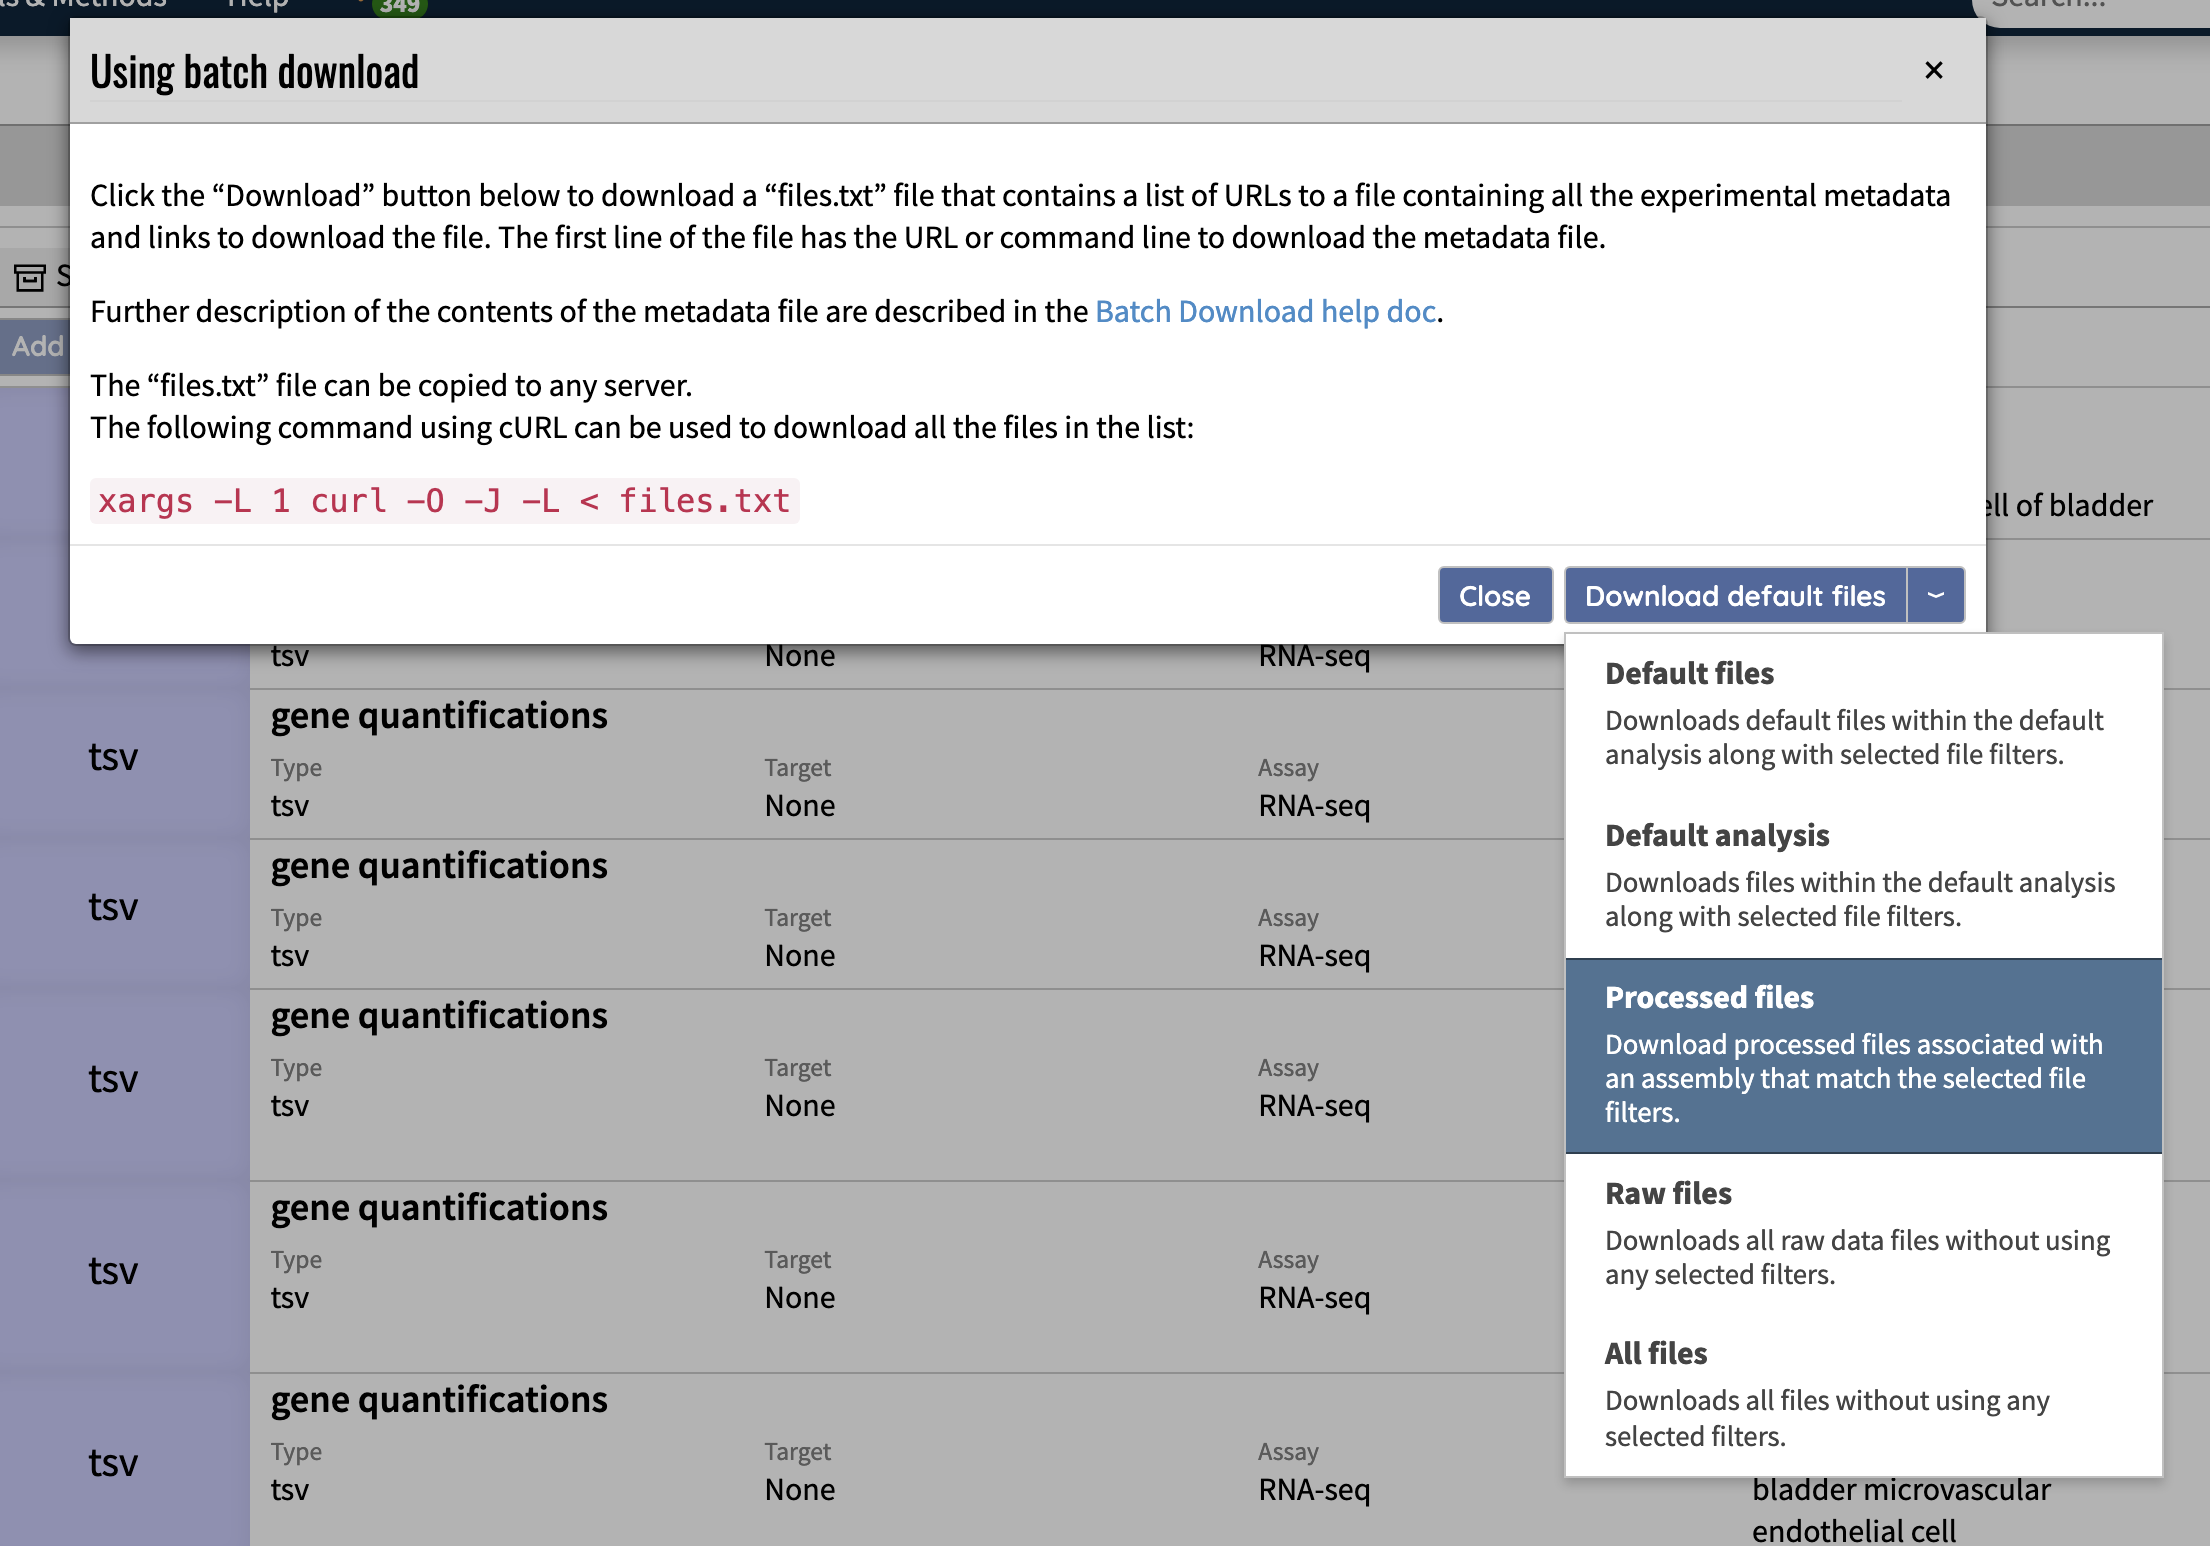 & Methods
Help
349
Search...
Using batch download
×
Click the “Download” button below to download a “files.txt” file that contains a list of URLs to a file containing all the experimental metadata
and links to download the file. The first line of the file has the URL or command line to download the metadata file.
Further description of the contents of the metadata file are described in the Batch Download help doc.
The “files.txt” file can be copied to any server.
The following command using cURL can be used to download all the files in the list:
xargs -L 1 curl -O -J -L < files.txt
Close
Download default files
S
Add
of bladder
tsv
None
RNA-seq
Default files
Downloads default files within the default
analysis along with selected file filters.
Default analysis
Downloads files within the default analysis
along with selected file filters.
Processed files
Download processed files associated with
an assembly that match the selected file
filters.
Raw files
Downloads all raw data files without using
any selected filters.
All files
Downloads all files without using any
selected filters.
tsv
gene quantifications
Type
Target
Assay
tsv
None
RNA-seq
tsv
gene quantifications
Type
Target
Assay
tsv
None
RNA-seq
tsv
gene quantifications
Type
Target
Assay
tsv
None
RNA-seq
tsv
gene quantifications
Type
Target
Assay
tsv
None
RNA-seq
tsv
gene quantifications
Type
Target
Assay
tsv
None
RNA-seq
bladder microvascular
endothelial cell